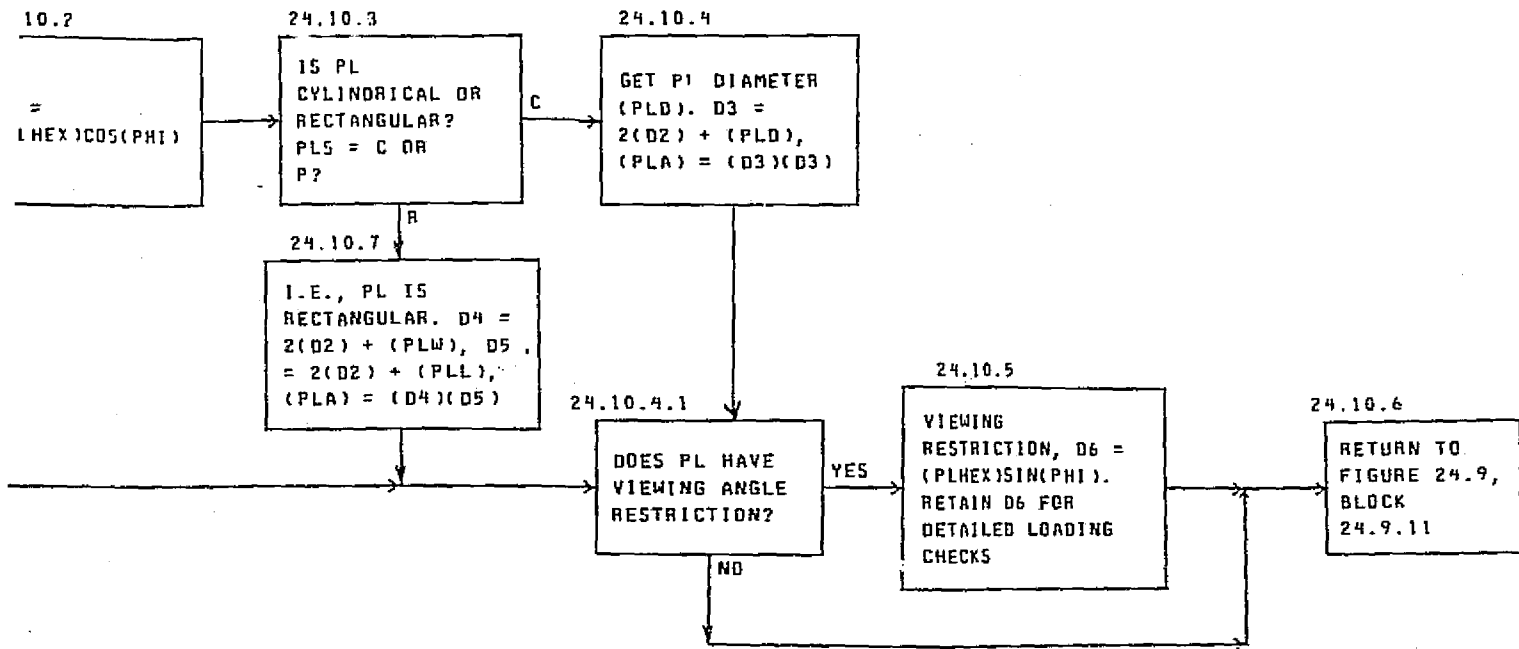 10.2
=
LHEX)COS(PHI)
24.10.3
IS PL
CYLINDRICAL OR
RECTANGULAR?
PLS = C OR
P?
C
R
24.10.4
GET P1 DIAMETER
(PLD). D3 =
2(D2) + (PLD),
(PLA) = (D3)(D3)
24.10.7
I.E., PL IS
RECTANGULAR. D4 =
2(D2) + (PLW), D5
= 2(D2) + (PLL),
(PLA) = (D4)(D5)
24.10.4.1
DOES PL HAVE
VIEWING ANGLE
RESTRICTION?
YES
NO
24.10.5
VIEWING
RESTRICTION, D6 =
(PLHEX)SIN(PHI).
RETAIN D6 FOR
DETAILED LOADING
CHECKS
24.10.6
RETURN TO
FIGURE 24.9,
BLOCK
24.9.11